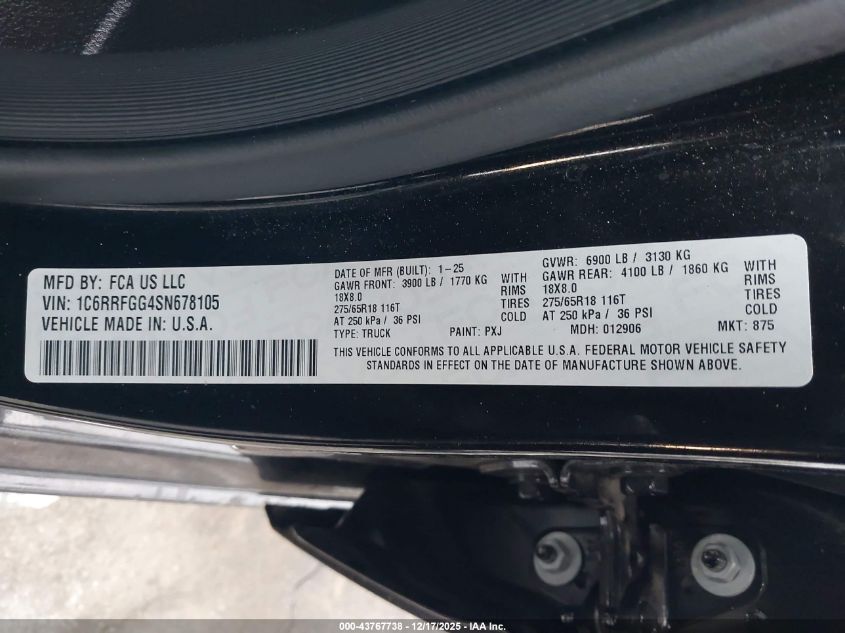 MFD BY: FCA US LLC
VIN: 1C6RRFGG4SN678105
VEHICLE MADE IN: U.S.A.
DATE OF MFR (BUILT): 1-25
GAWR FRONT: 3900 LB / 1770 KG WITH
18X8.0 RIMS
275/65R18 116T TIRES
AT 250 kPa / 36 PSI COLD
TYPE: TRUCK PAINT: PXJ
GVWR: 6900 LB / 3130 KG
GAWR REAR: 4100 LB / 1860 KG WITH
18X8.0 RIMS
275/65R18 116T TIRES
AT 250 kPa / 36 PSI COLD
MDH: 012906 MKT: 875
THIS VEHICLE CONFORMS TO ALL APPLICABLE U.S.A. FEDERAL MOTOR VEHICLE SAFETY
STANDARDS IN EFFECT ON THE DATE OF MANUFACTURE SHOWN ABOVE.
000-43767738 - 12/17/2025 - IAA Inc.